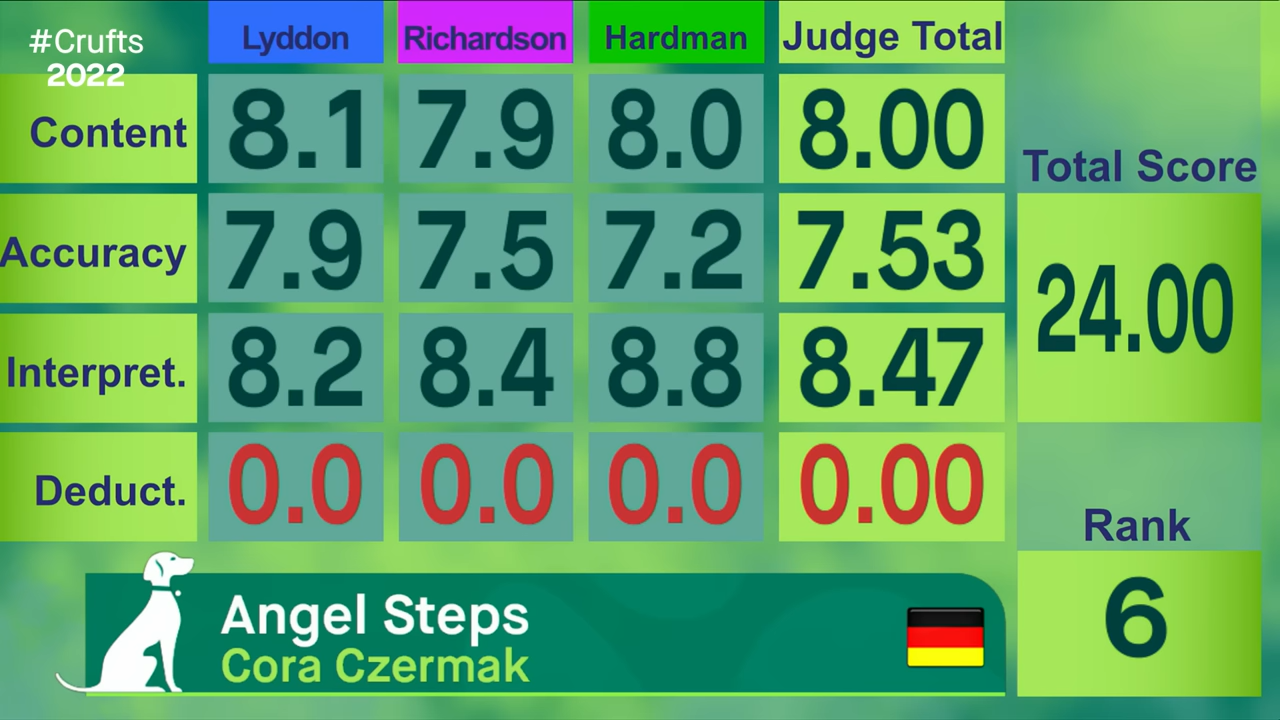 #Crufts
2022
Lyddon Richardson Hardman Judge Total
Content 8.1 7.9 8.0 8.00
Total Score
Accuracy 7.9 7.5 7.2 7.53
24.00
Interpret. 8.2 8.4 8.8 8.47
Deduct. 0.0 0.0 0.0 0.00
Rank
6
Angel Steps
Cora Czermak